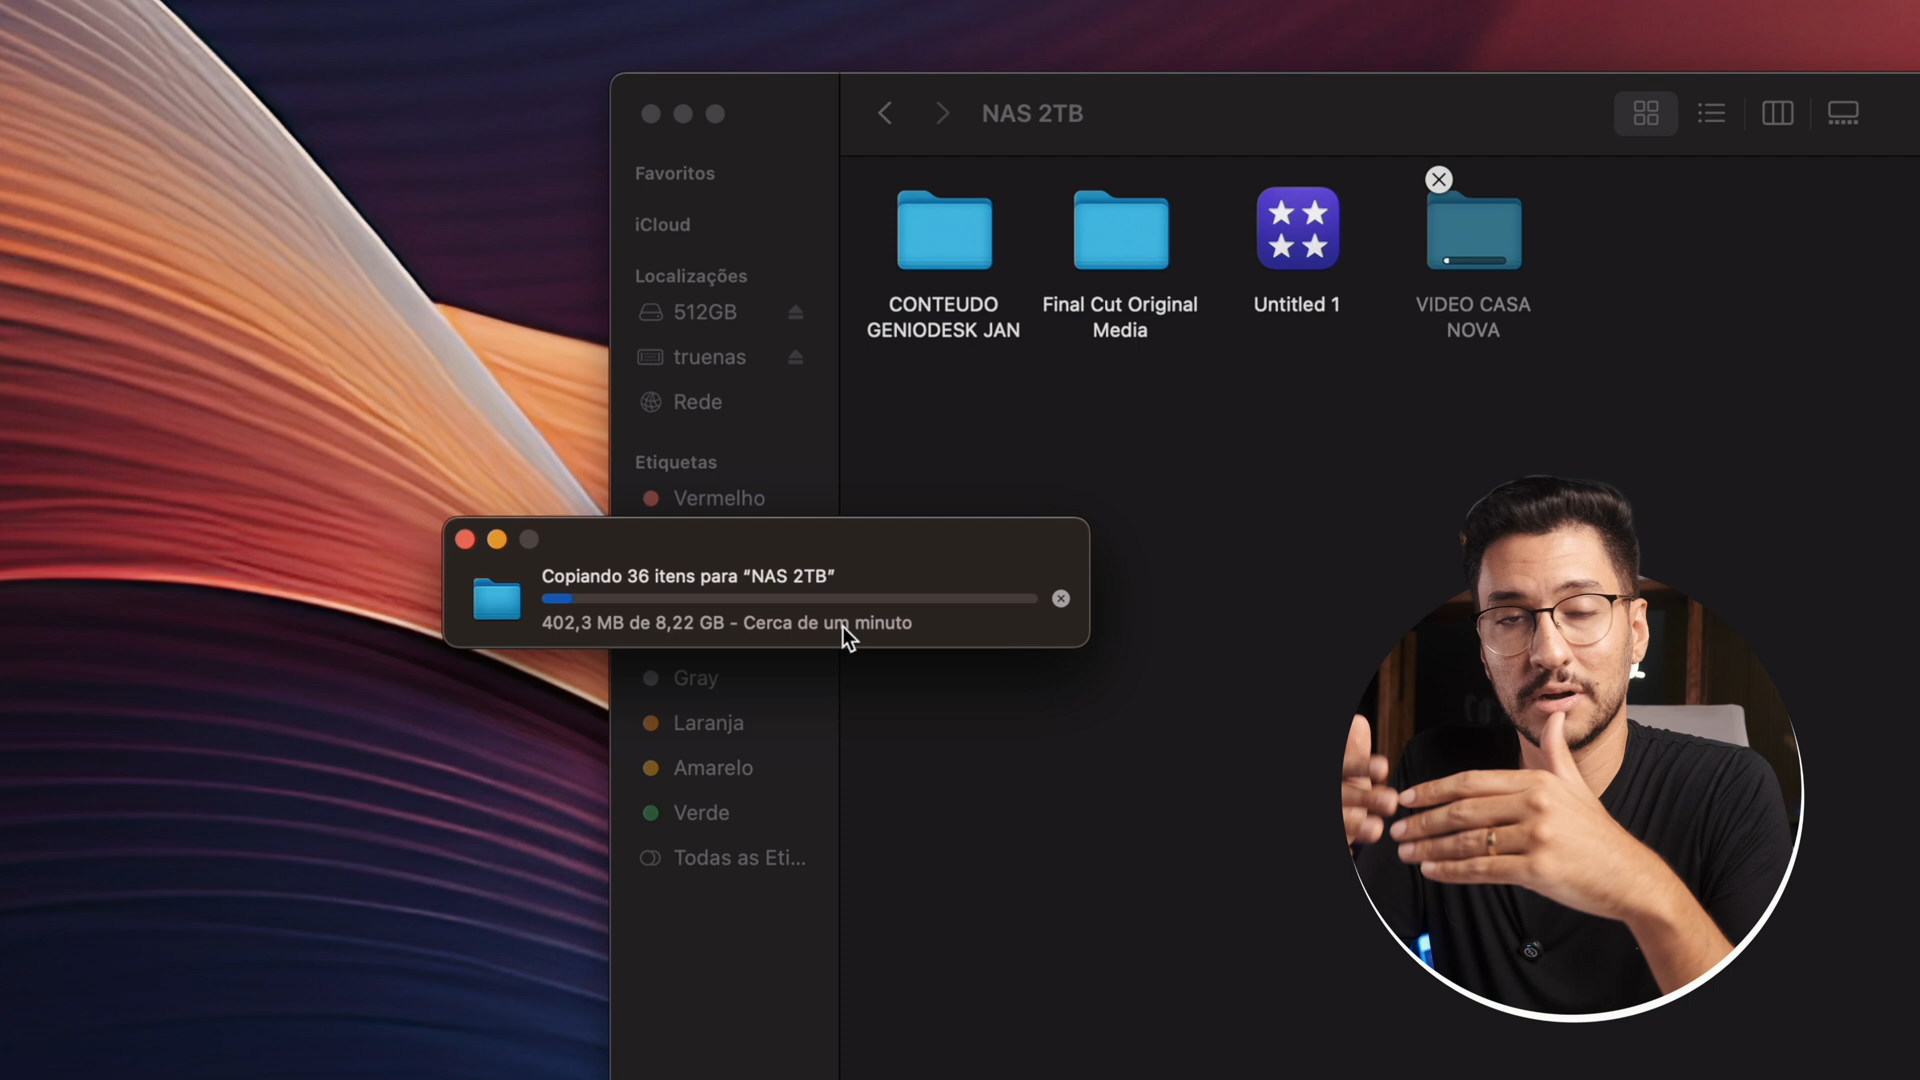 NAS 2TB
Favoritos
iCloud
Localizações
512GB
truenas
Rede
Etiquetas
Vermelho
CONTEUDO
GENIODESK JAN
Final Cut Original
Media
Untitled 1
VIDEO CASA
NOVA
Copiando 36 itens para “NAS 2TB”
402,3 MB de 8,22 GB - Cerca de um minuto
Gray
Laranja
Amarelo
Verde
Todas as Eti...